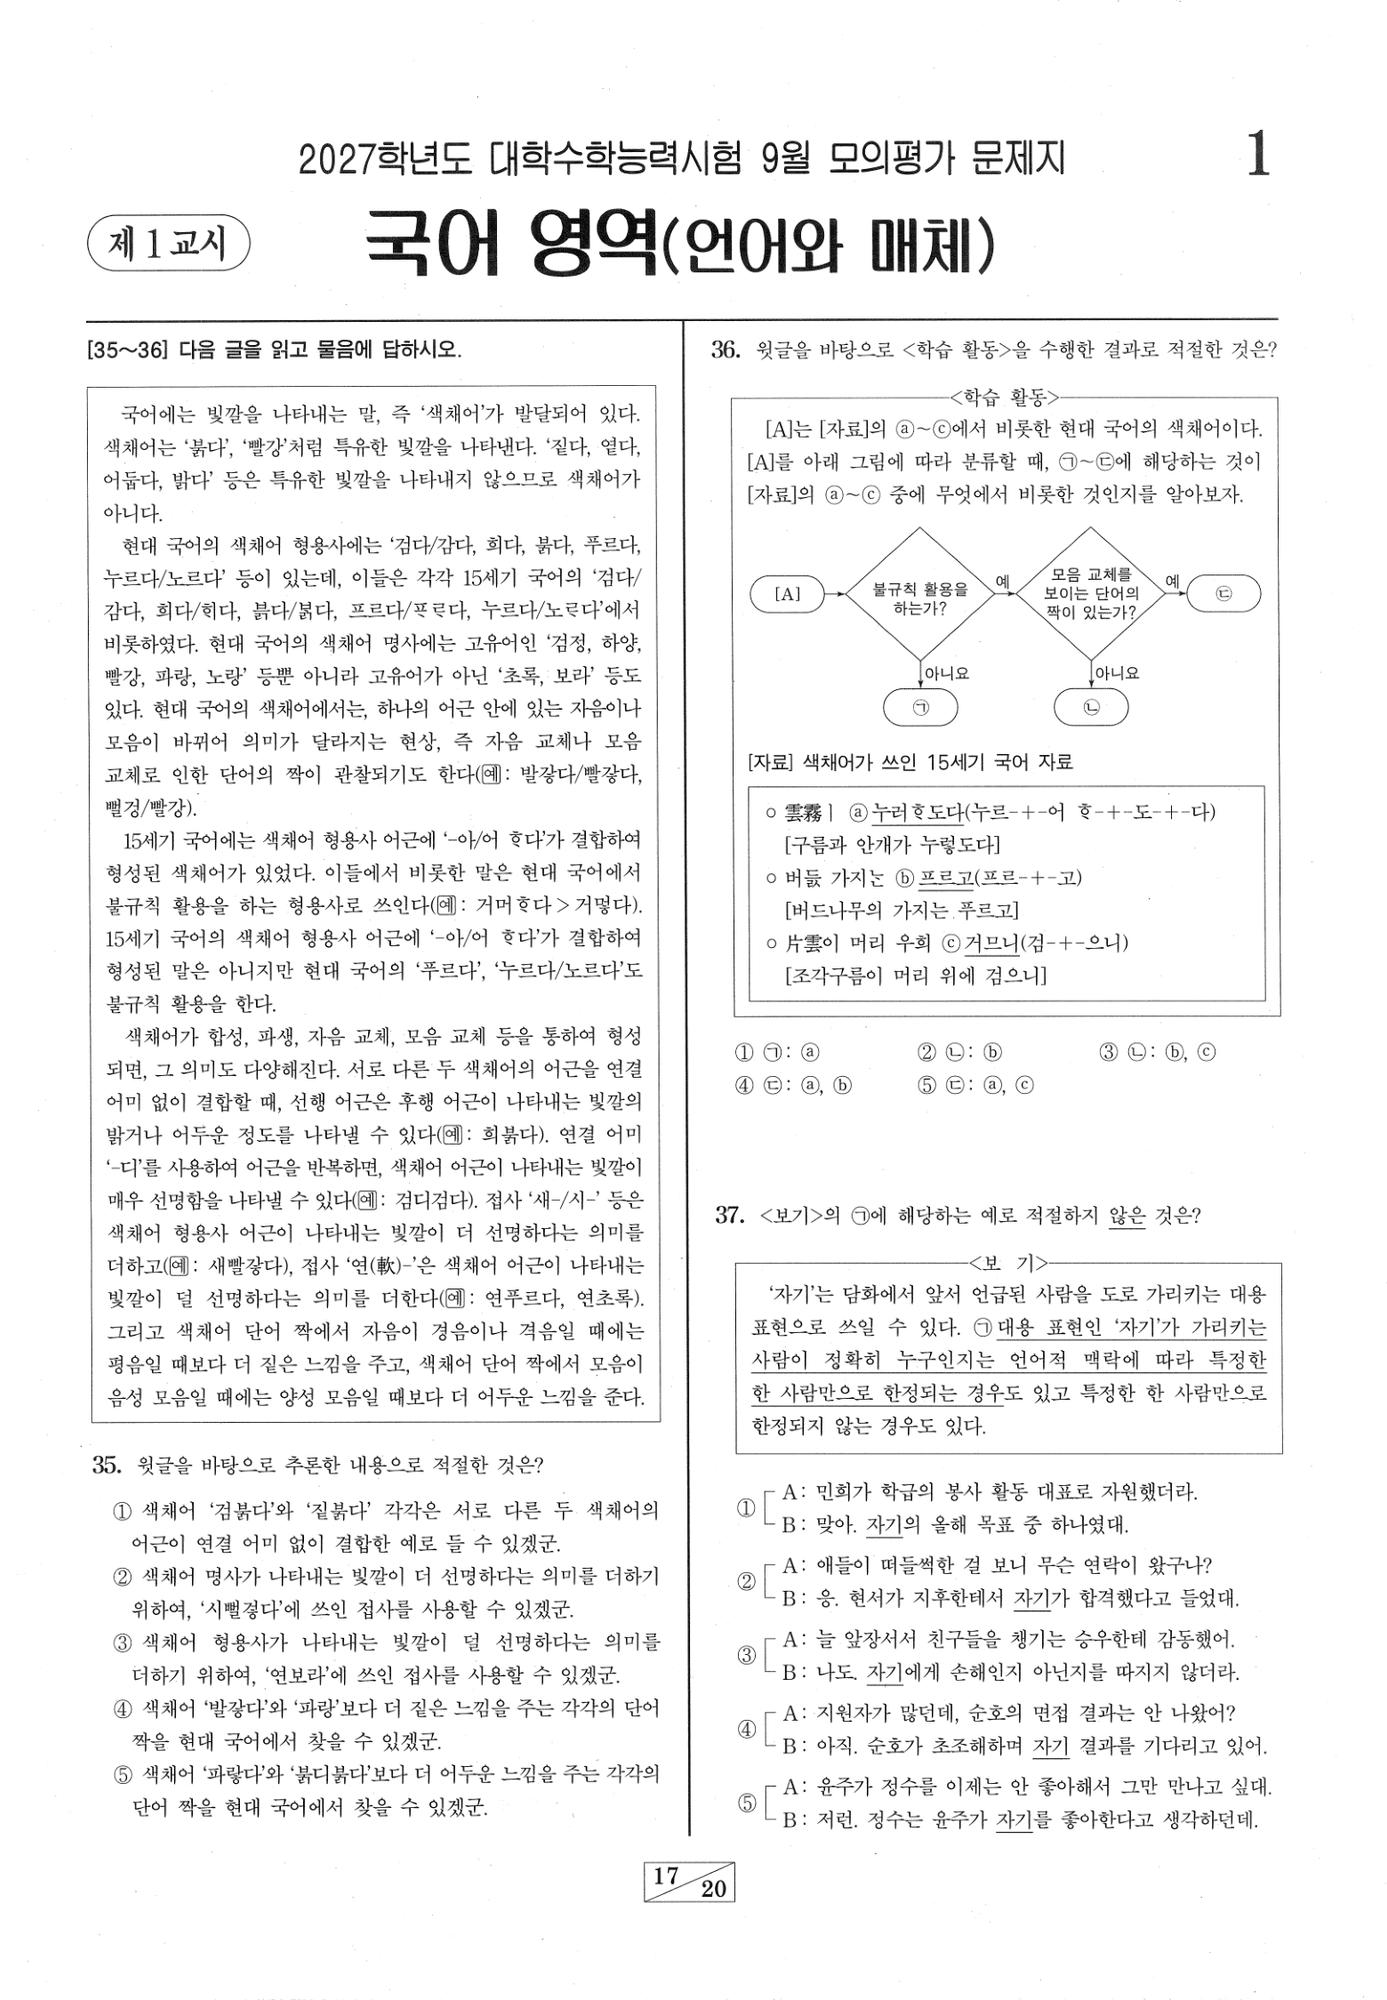 2027학년도 대학수학능력시험 9월 모의평가 문제지
1
제 1 교시
국어 영역(언어와 매체)
[35~36] 다음 글을 읽고 물음에 답하시오.
국어에는 빛깔을 나타내는 말, 즉 ‘색채어’가 발달되어 있다.
색채어는 ‘붉다’, ‘빨강’처럼 특유한 빛깔을 나타낸다. ‘짙다, 옅다,
어둡다, 밝다’ 등은 특유한 빛깔을 나타내지 않으므로 색채어가
아니다.
현대 국어의 색채어 형용사에는 ‘검다/감다, 희다, 붉다, 푸르다,
누르다/노르다’ 등이 있는데, 이들은 각각 15세기 국어의 ‘검다/
감다, 희다/ᄒᆡ다, 븕다/ᄇᆞᆰ다, 프르다/ᄑᆞᄅᆞ다, 누르다/노ᄅᆞ다’에서
비롯하였다. 현대 국어의 색채어 명사에는 고유어인 ‘검정, 하양,
빨강, 파랑, 노랑’ 등뿐 아니라 고유어가 아닌 ‘초록, 보라’ 등도
있다. 현대 국어의 색채어에서는, 하나의 어근 안에 있는 자음이나
모음이 바뀌어 의미가 달라지는 현상, 즉 자음 교체나 모음
교체로 인한 단어의 짝이 관찰되기도 한다(예: 발갛다/빨갛다,
뻘겅/빨강).
15세기 국어에는 색채어 형용사 어근에 ‘-아/어 ᄒᆞ다’가 결합하여
형성된 색채어가 있었다. 이들에서 비롯한 말은 현대 국어에서
불규칙 활용을 하는 형용사로 쓰인다(예: 거머ᄒᆞ다 > 거멓다).
15세기 국어의 색채어 형용사 어근에 ‘-아/어 ᄒᆞ다’가 결합하여
형성된 말은 아니지만 현대 국어의 ‘푸르다’, ‘누르다/노르다’도
불규칙 활용을 한다.
색채어가 합성, 파생, 자음 교체, 모음 교체 등을 통하여 형성
되면, 그 의미도 다양해진다. 서로 다른 두 색채어의 어근을 연결
어미 없이 결합할 때, 선행 어근은 후행 어근이 나타내는 빛깔의
밝거나 어두운 정도를 나타낼 수 있다(예: 희붉다). 연결 어미
‘-디’를 사용하여 어근을 반복하면, 색채어 어근이 나타내는 빛깔이
매우 선명함을 나타낼 수 있다(예: 검디검다). 접사 ‘새-/시-’ 등은
색채어 형용사 어근이 나타내는 빛깔이 더 선명하다는 의미를
더하고(예: 새빨갛다), 접사 ‘연(軟)-’은 색채어 어근이 나타내는
빛깔이 덜 선명하다는 의미를 더한다(예: 연푸르다, 연초록).
그리고 색채어 단어 짝에서 자음이 경음이나 격음일 때에는
평음일 때보다 더 짙은 느낌을 주고, 색채어 단어 짝에서 모음이
음성 모음일 때에는 양성 모음일 때보다 더 어두운 느낌을 준다.
35. 윗글을 바탕으로 추론한 내용으로 적절한 것은?
① 색채어 ‘검붉다’와 ‘짙붉다’ 각각은 서로 다른 두 색채어의
어근이 연결 어미 없이 결합한 예로 들 수 있겠군.
② 색채어 명사가 나타내는 빛깔이 더 선명하다는 의미를 더하기
위하여, ‘시뻘겋다’에 쓰인 접사를 사용할 수 있겠군.
③ 색채어 형용사가 나타내는 빛깔이 덜 선명하다는 의미를
더하기 위하여, ‘연보라’에 쓰인 접사를 사용할 수 있겠군.
④ 색채어 ‘발갛다’와 ‘파랑’보다 더 짙은 느낌을 주는 각각의 단어
짝을 현대 국어에서 찾을 수 있겠군.
⑤ 색채어 ‘파랗다’와 ‘붉디붉다’보다 더 어두운 느낌을 주는 각각의
단어 짝을 현대 국어에서 찾을 수 있겠군.
36. 윗글을 바탕으로 <학습 활동>을 수행한 결과로 적절한 것은?
<학습 활동>
[A]는 [자료]의 ⓐ~ⓒ에서 비롯한 현대 국어의 색채어이다.
[A]를 아래 그림에 따라 분류할 때, ㉠~㉢에 해당하는 것이
[자료]의 ⓐ~ⓒ 중에 무엇에서 비롯한 것인지를 알아보자.
[A]
불규칙 활용을
하는가?
예
모음 교체를
보이는 단어의
짝이 있는가?
예
㉢
아니요
아니요
㉠
㉡
[자료] 색채어가 쓰인 15세기 국어 자료
○ 雲霧ㅣ ⓐ누러ᄒᆞ도다(누르-+-어 ᄒᆞ-+-도-+-다)
[구름과 안개가 누렇도다]
○ 버듨 가지ᄂᆞᆫ ⓑ프르고(프르-+-고)
[버드나무의 가지는 푸르고]
○ 片雲이 머리 우희 ⓒ거므니(검-+-으니)
[조각구름이 머리 위에 검으니]
① ㉠: ⓐ
② ㉡: ⓑ
③ ㉡: ⓑ, ⓒ
④ ㉢: ⓐ, ⓑ
⑤ ㉢: ⓐ, ⓒ
37. <보기>의 ㉠에 해당하는 예로 적절하지 않은 것은?
<보 기>
‘자기’는 담화에서 앞서 언급된 사람을 도로 가리키는 대용
표현으로 쓰일 수 있다. ㉠대용 표현인 ‘자기’가 가리키는
사람이 정확히 누구인지는 언어적 맥락에 따라 특정한
한 사람만으로 한정되는 경우도 있고 특정한 한 사람만으로
한정되지 않는 경우도 있다.
① A: 민희가 학급의 봉사 활동 대표로 자원했더라.
B: 맞아. 자기의 올해 목표 중 하나였대.
② A: 애들이 떠들썩한 걸 보니 무슨 연락이 왔구나?
B: 응. 현서가 지후한테서 자기가 합격했다고 들었대.
③ A: 늘 앞장서서 친구들을 챙기는 승우한테 감동했어.
B: 나도. 자기에게 손해인지 아닌지를 따지지 않더라.
④ A: 지원자가 많던데, 순호의 면접 결과는 안 나왔어?
B: 아직. 순호가 초조해하며 자기 결과를 기다리고 있어.
⑤ A: 윤주가 정수를 이제는 안 좋아해서 그만 만나고 싶대.
B: 저런. 정수는 윤주가 자기를 좋아한다고 생각하던데.
17
20